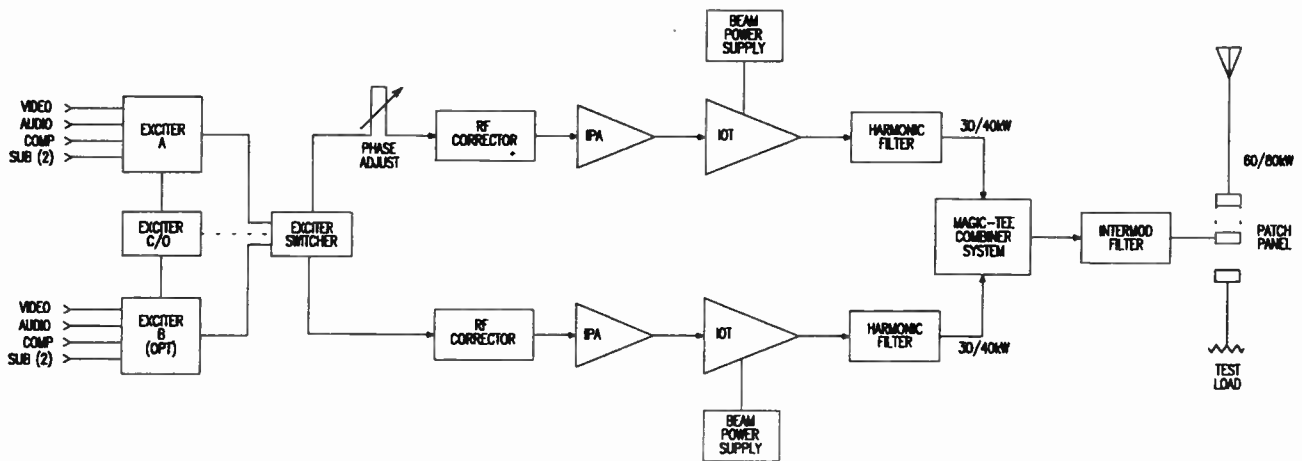 BEAM
POWER
SUPPLY
VIDEO
AUDIO
COMP
SUB (2)
EXCITER
A
PHASE
ADJUST
RF
CORRECTOR
IPA
IOT
HARMONIC
FILTER
30/40kW
60/80kW
EXCITER
C/O
EXCITER
SWITCHER
MAGIC-TEE
COMBINER
SYSTEM
INTERMOD
FILTER
PATCH
PANEL
VIDEO
AUDIO
COMP
SUB (2)
EXCITER
B
(OPT)
RF
CORRECTOR
IPA
IOT
HARMONIC
FILTER
30/40kW
TEST
LOAD
BEAM
POWER
SUPPLY